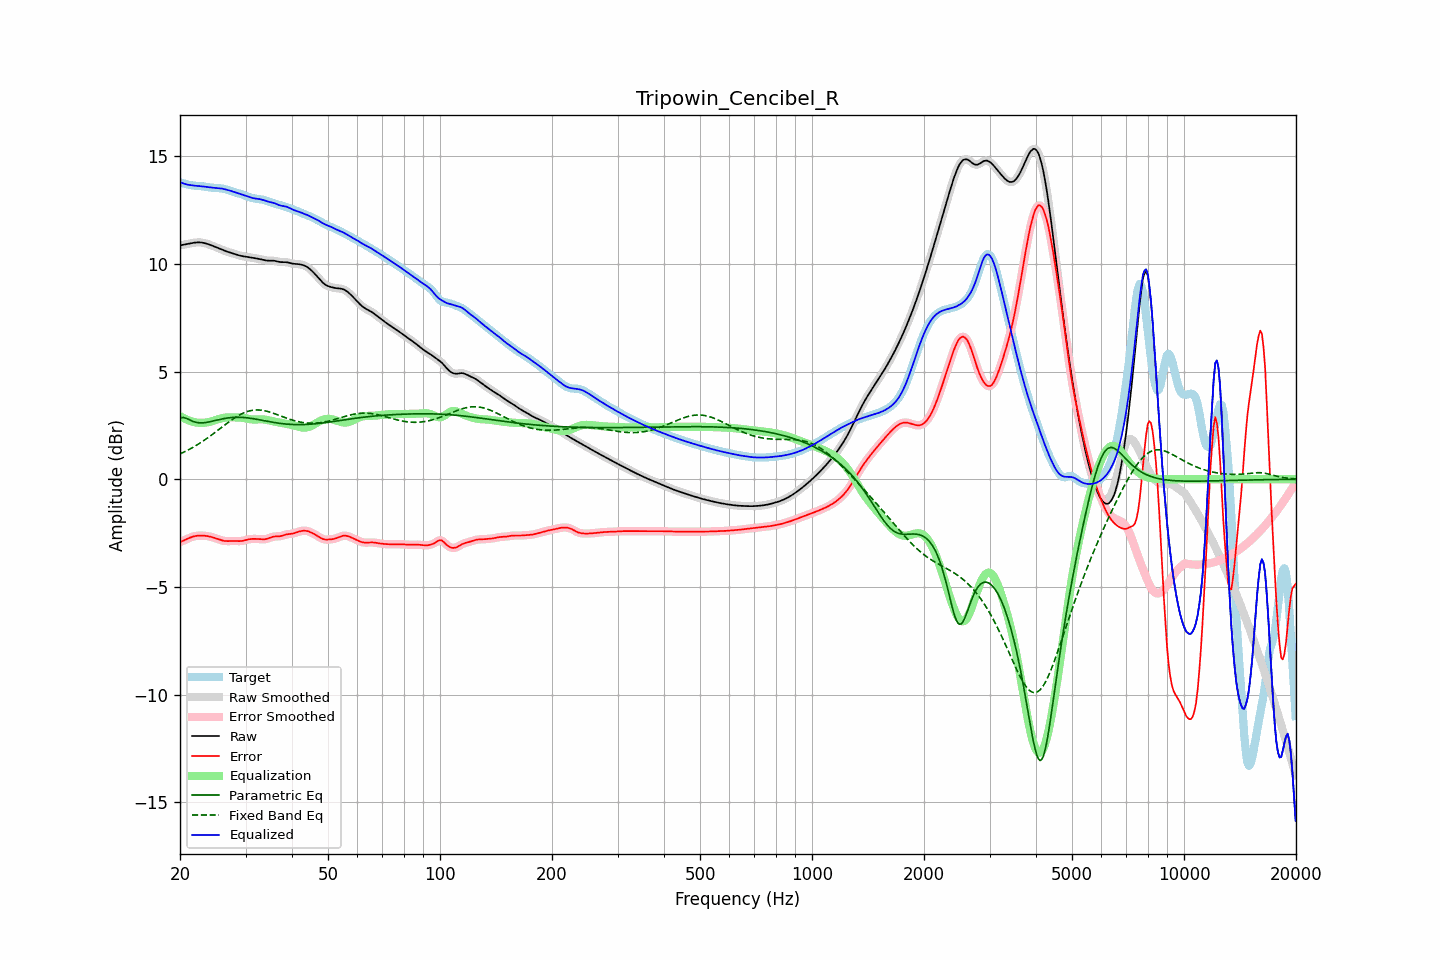 Tripowin_Cencibel_R
Amplitude (dBr)
15
10
5
0
−5
−10
−15
Target
Raw Smoothed
Error Smoothed
Raw
Error
Equalization
Parametric Eq
Fixed Band Eq
Equalized
20 50 100 200 500 1000 2000 5000 10000 20000
Frequency (Hz)